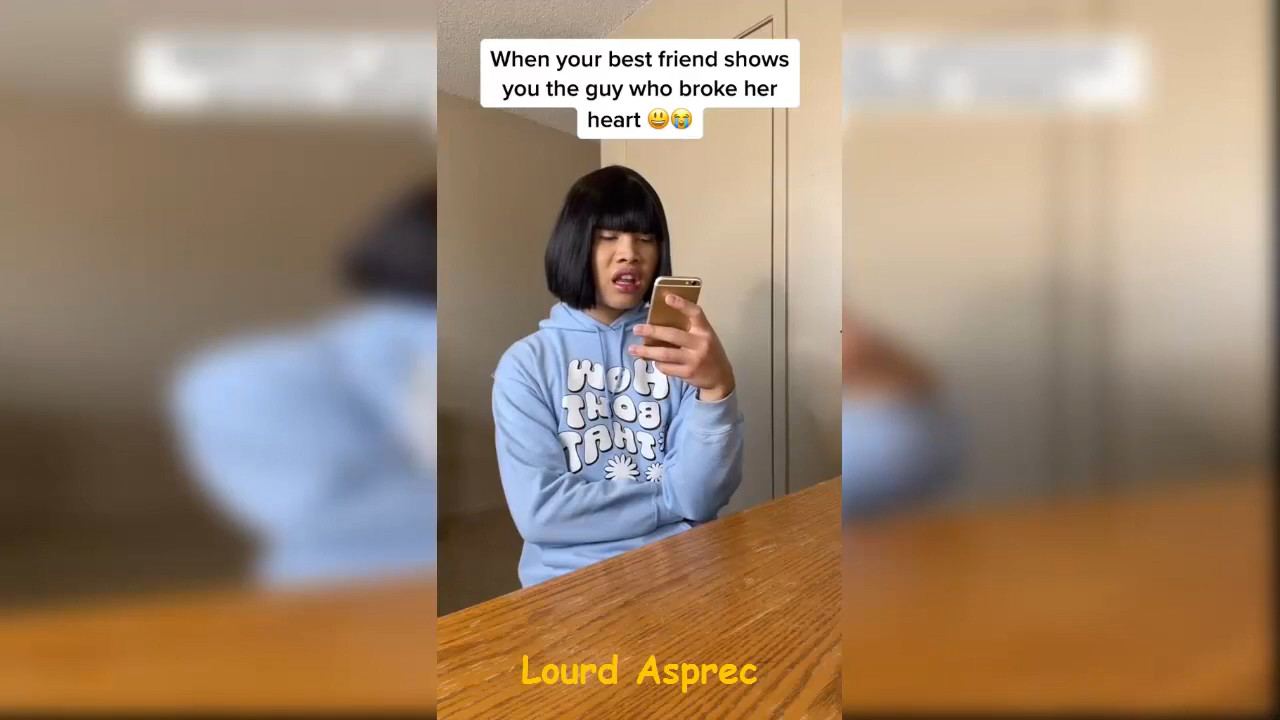 When your best friend shows
you the guy who broke her
heart 😃😭
Lourd Asprec